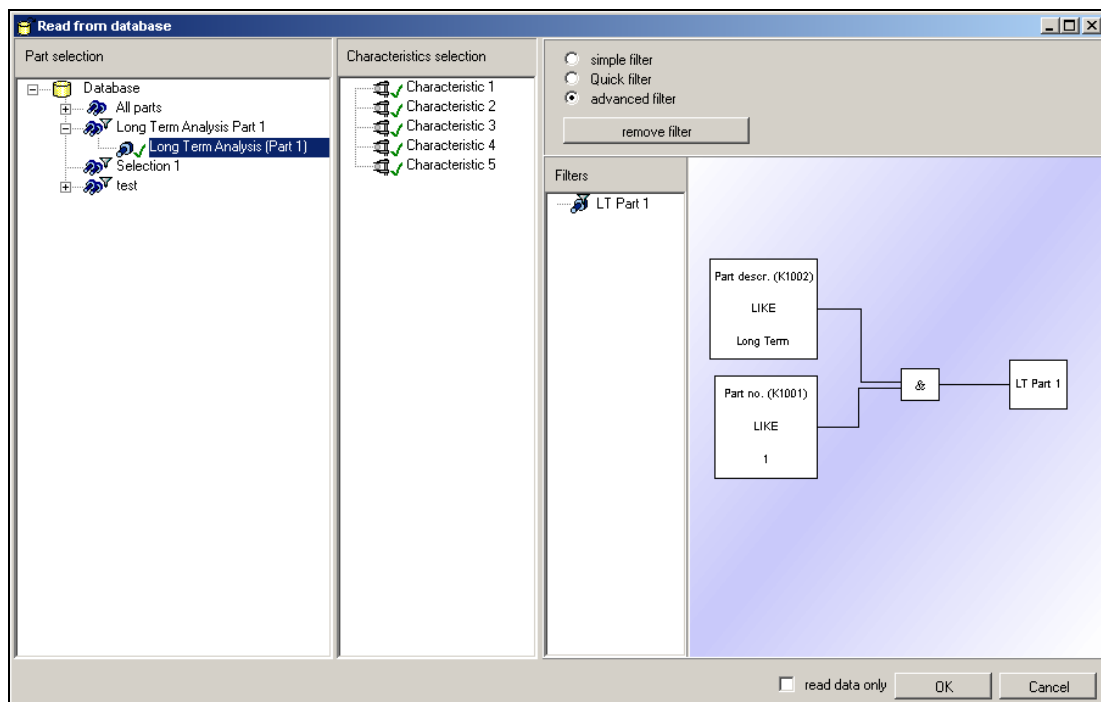 Read from database
Part selection
Database
All parts
Long Term Analysis Part 1
Long Term Analysis (Part 1)
Selection 1
test
Characteristics selection
Characteristic 1
Characteristic 2
Characteristic 3
Characteristic 4
Characteristic 5
simple filter
Quick filter
advanced filter
remove filter
Filters
LT Part 1
Part descr. (K1002)
LIKE
Long Term
Part no. (K1001)
LIKE
1
&
LT Part 1
read data only
OK
Cancel